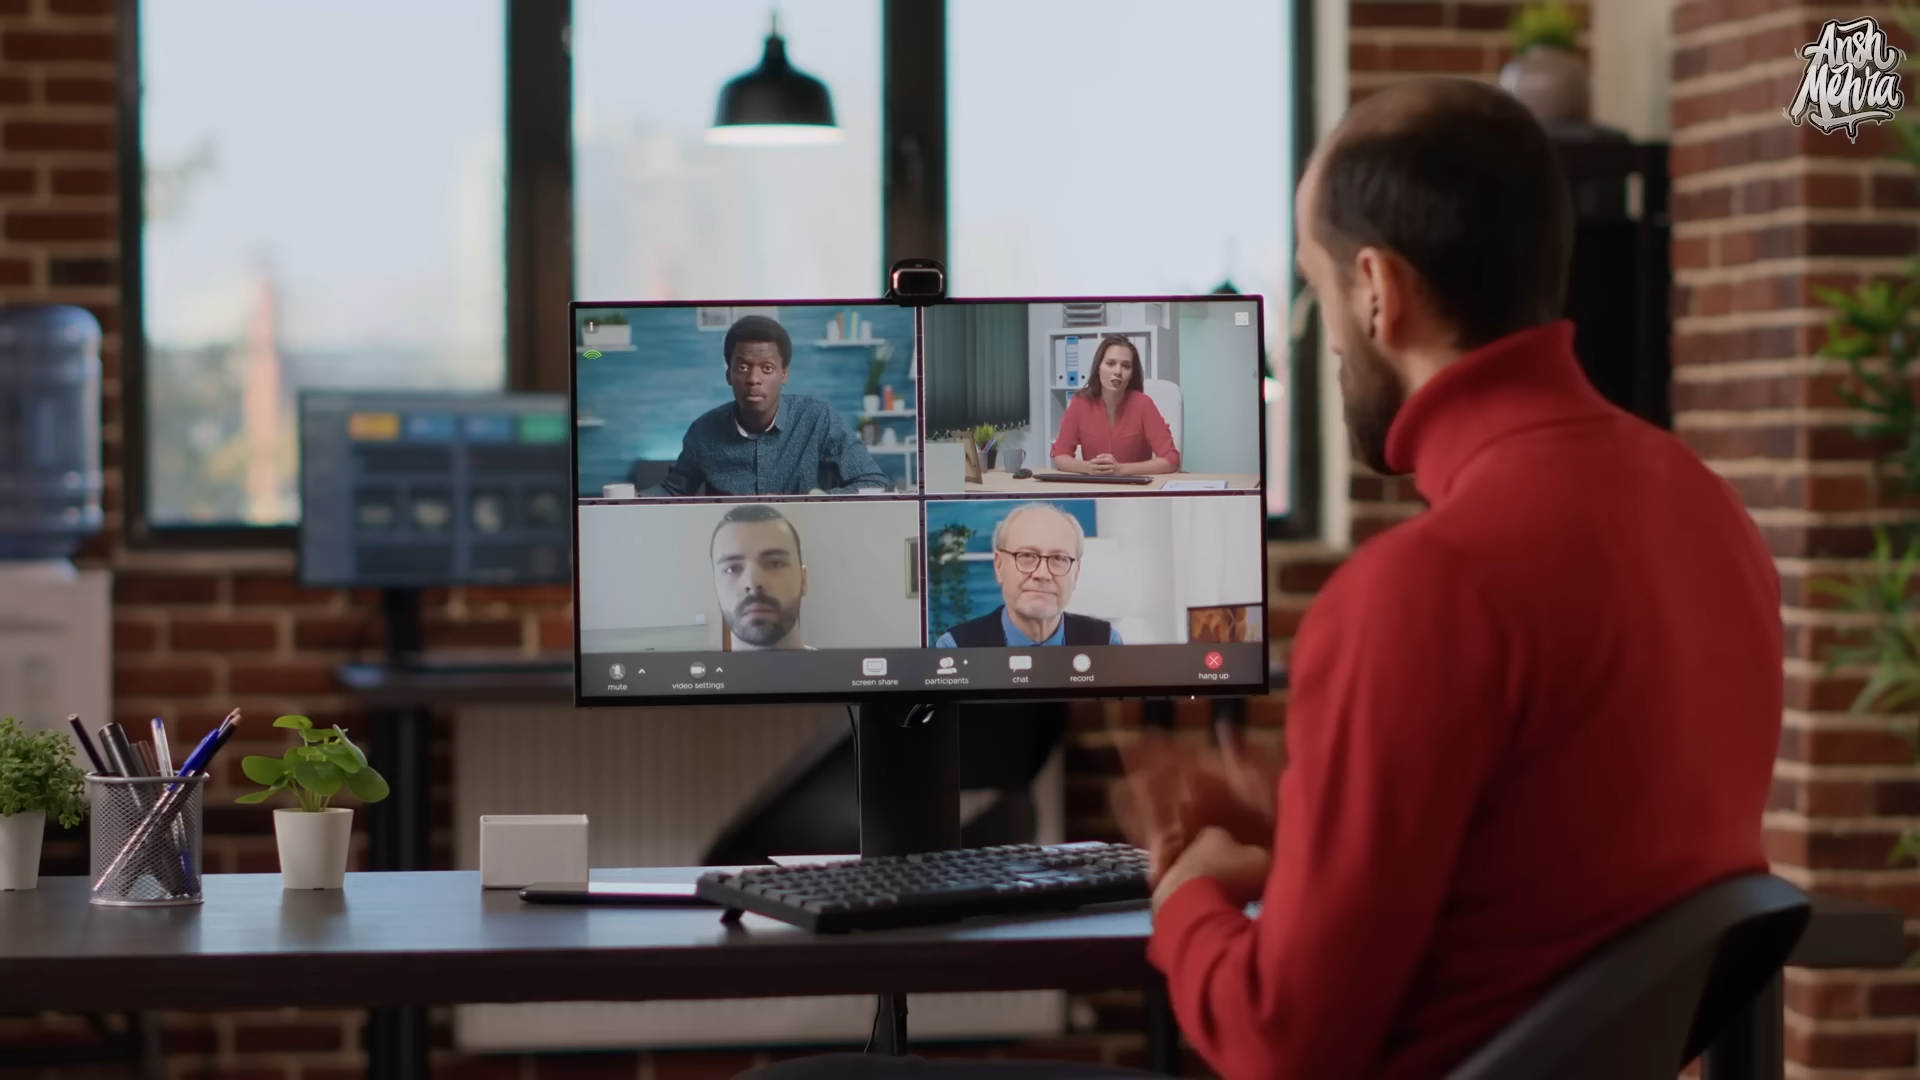 Ansh
Mehra
mute
video settings
screen share
participants
chat
record
hang up